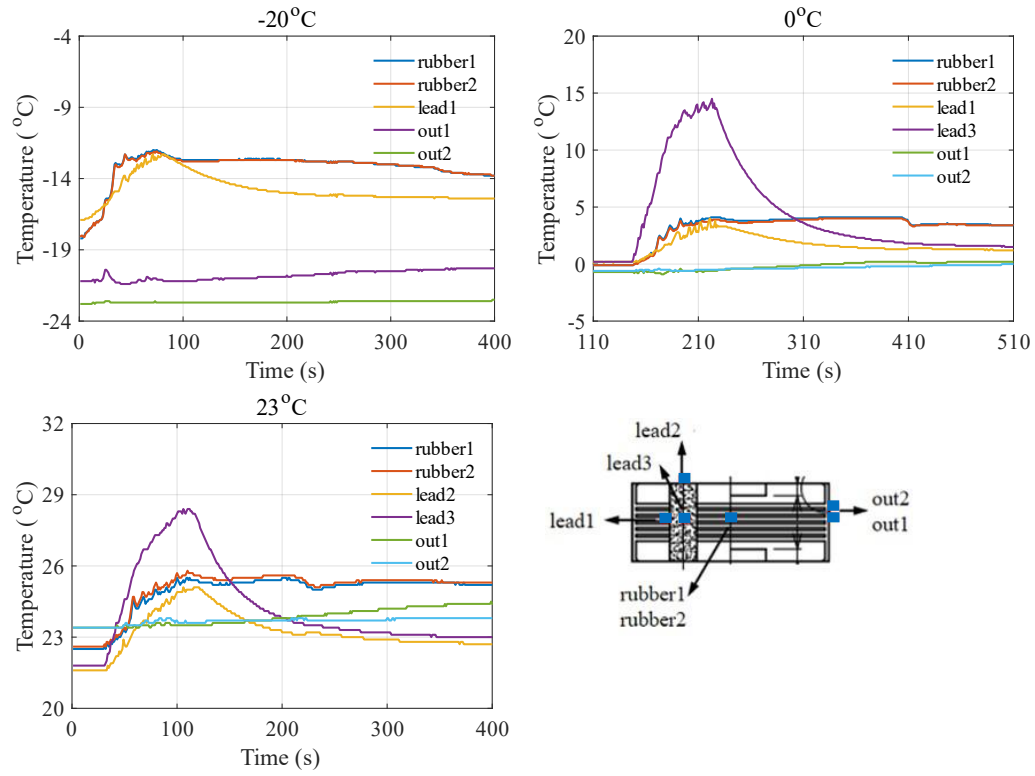 -20°C
Temperature ( °C)
-4
-9
-14
-19
-24
0 100 200 300 400
Time (s)
rubber1
rubber2
lead1
out1
out2
0°C
Temperature ( °C)
20
15
10
5
0
-5
110 210 310 410 510
Time (s)
rubber1
rubber2
lead1
lead3
out1
out2
23°C
Temperature ( °C)
32
29
26
23
20
0 100 200 300 400
Time (s)
rubber1
rubber2
lead2
lead3
out1
out2
lead2
lead3
lead1
out2
out1
rubber1
rubber2